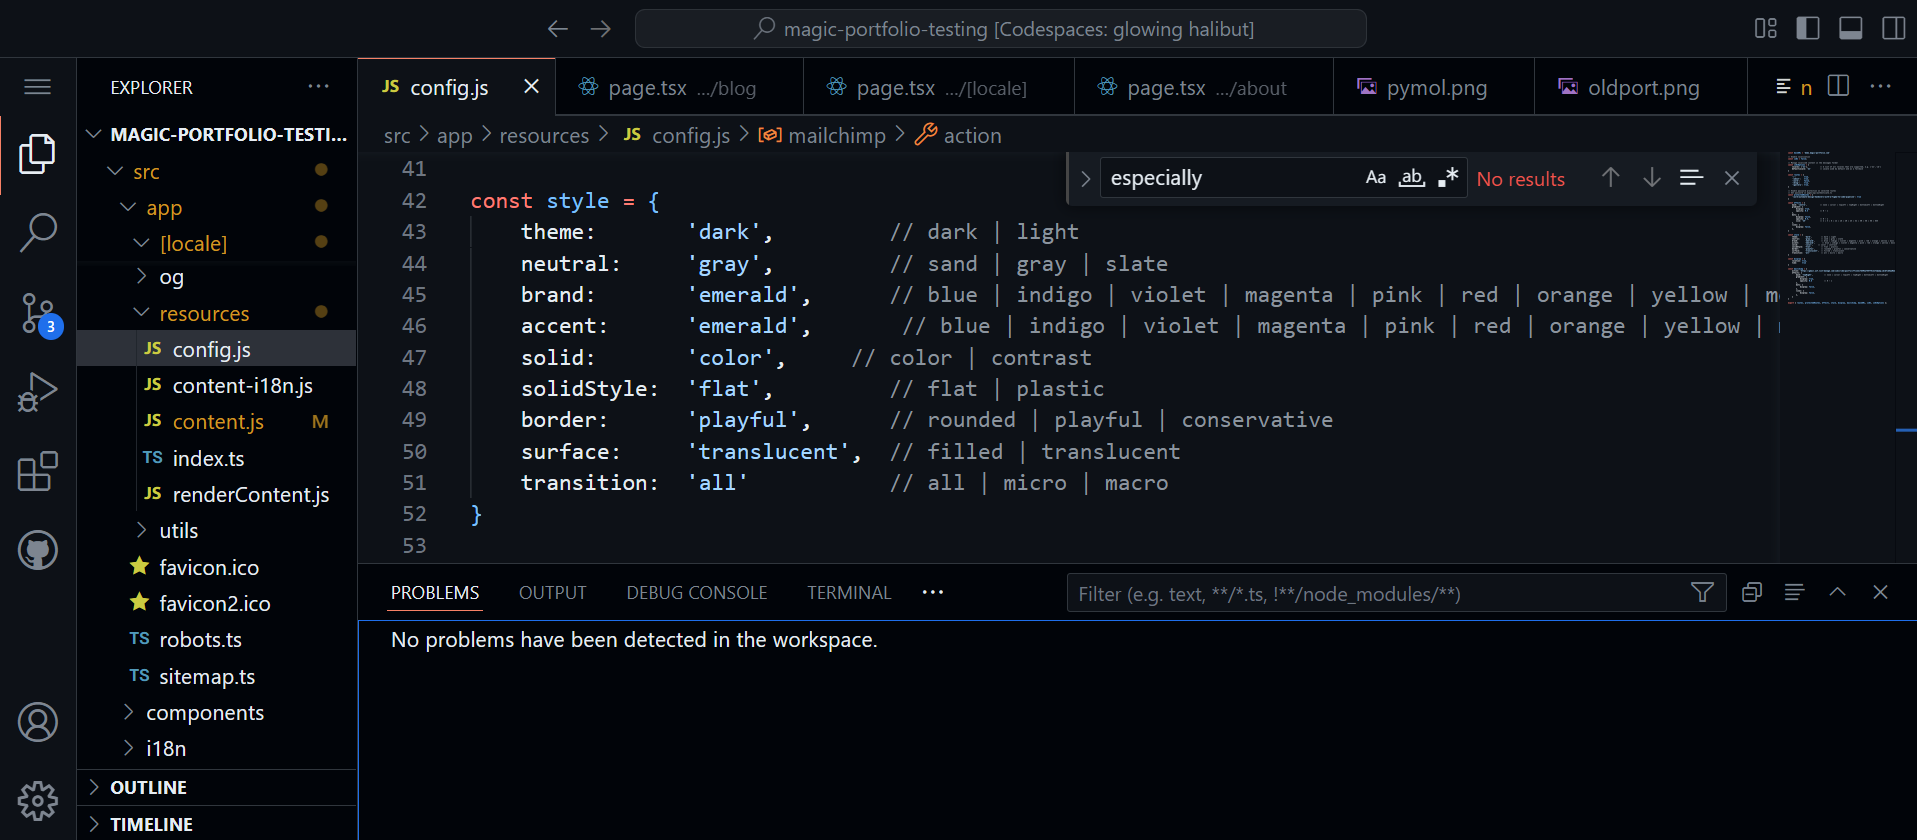 magic-portfolio-testing [Codespaces: glowing halibut]
EXPLORER
MAGIC-PORTFOLIO-TESTI...
src
app
[locale]
og
resources
JS config.js
JS content-i18n.js
JS content.js M
TS index.ts
JS renderContent.js
utils
favicon.ico
favicon2.ico
TS robots.ts
TS sitemap.ts
components
i18n
OUTLINE
TIMELINE
3
JS config.js
page.tsx .../blog
page.tsx .../[locale]
page.tsx .../about
pymol.png
oldport.png
n
src > app > resources > JS config.js > mailchimp > action
especially Aa ab .* No results
41
42 const style = {
43 theme: 'dark', // dark | light
44 neutral: 'gray', // sand | gray | slate
45 brand: 'emerald', // blue | indigo | violet | magenta | pink | red | orange | yellow |
46 accent: 'emerald', // blue | indigo | violet | magenta | pink | red | orange | yellow |
47 solid: 'color', // color | contrast
48 solidStyle: 'flat', // flat | plastic
49 border: 'playful', // rounded | playful | conservative
50 surface: 'translucent', // filled | translucent
51 transition: 'all' // all | micro | macro
52 }
53
PROBLEMS OUTPUT DEBUG CONSOLE TERMINAL
Filter (e.g. text, **/*.ts, !**/node_modules/**)
No problems have been detected in the workspace.